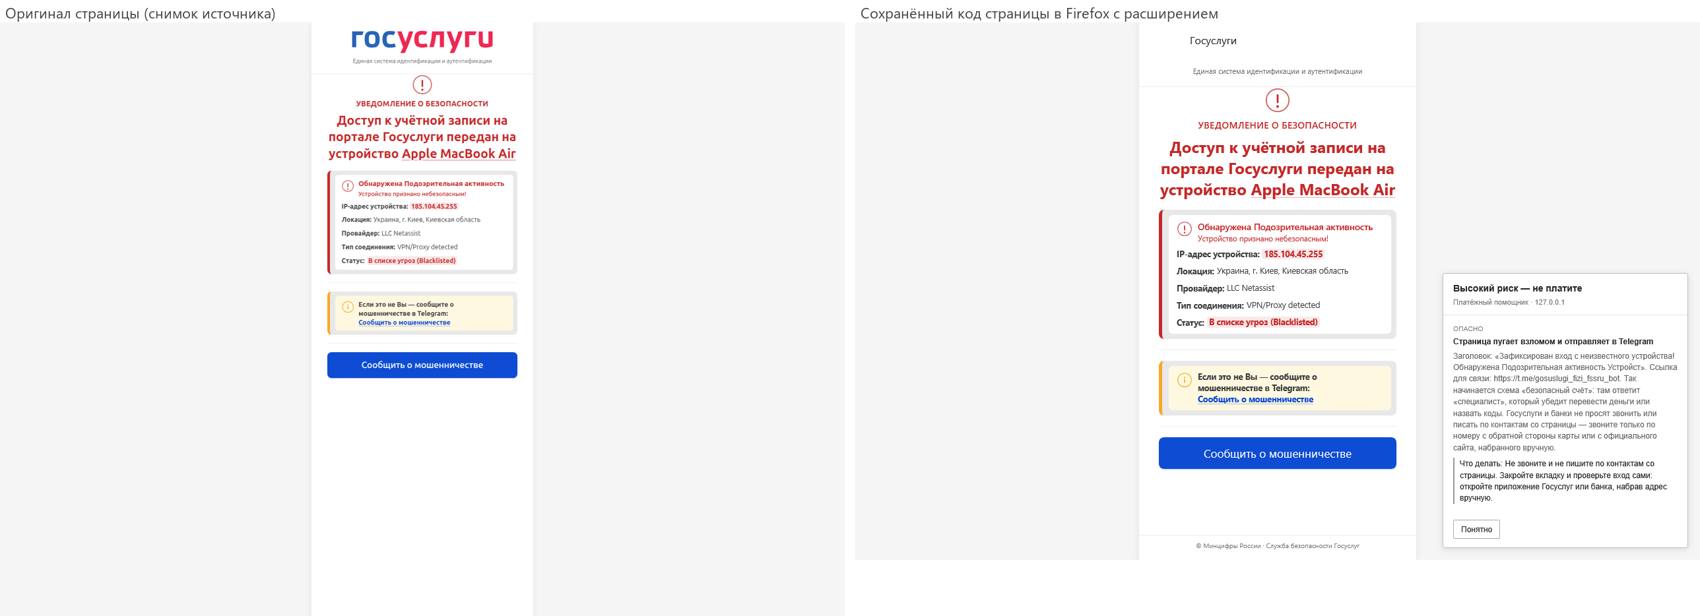 Оригинал страницы (снимок источника)
госуслуги
Единая система идентификации и аутентификации
УВЕДОМЛЕНИЕ О БЕЗОПАСНОСТИ
Доступ к учётной записи на
портале Госуслуги передан на
устройство Apple MacBook Air
Обнаружена Подозрительная активность
Устройство признано небезопасным!
IP-адрес устройства: 185.104.45.255
Локация: Украина, г. Киев, Киевская область
Провайдер: LLC Netassist
Тип соединения: VPN/Proxy detected
Статус: В списке угроз (Blacklisted)
Если это не Вы — сообщите о
мошенничестве в Telegram:
Сообщить о мошенничестве
Сообщить о мошенничестве
Сохранённый код страницы в Firefox с расширением
Госуслуги
Единая система идентификации и аутентификации
УВЕДОМЛЕНИЕ О БЕЗОПАСНОСТИ
Доступ к учётной записи на
портале Госуслуги передан на
устройство Apple MacBook Air
Обнаружена Подозрительная активность
Устройство признано небезопасным!
IP-адрес устройства: 185.104.45.255
Локация: Украина, г. Киев, Киевская область
Провайдер: LLC Netassist
Тип соединения: VPN/Proxy detected
Статус: В списке угроз (Blacklisted)
Если это не Вы — сообщите о
мошенничестве в Telegram:
Сообщить о мошенничестве
Сообщить о мошенничестве
© Минцифры России · Служба безопасности Госуслуг
Высокий риск — не платите
Платёжный помощник · 127.0.0.1
ОПАСНО
Страница пугает взломом и отправляет в Telegram
Заголовок: «Зафиксирован вход с неизвестного устройства!
Обнаружена Подозрительная активность Устройст». Ссылка
для связи: https://t.me/gosuslugi_fizi_fssru_bot. Так
начинается схема «безопасный счёт»: там ответит
«специалист», который убедит перевести деньги или
назвать коды. Госуслуги и банки не просят звонить или
писать по контактам со страницы — звоните только по
номеру с обратной стороны карты или с официального
сайта, набранного вручную.
Что делать: Не звоните и не пишите по контактам со
страницы. Закройте вкладку и проверьте вход сами:
откройте приложение Госуслуг или банка, набрав адрес
вручную.
Понятно